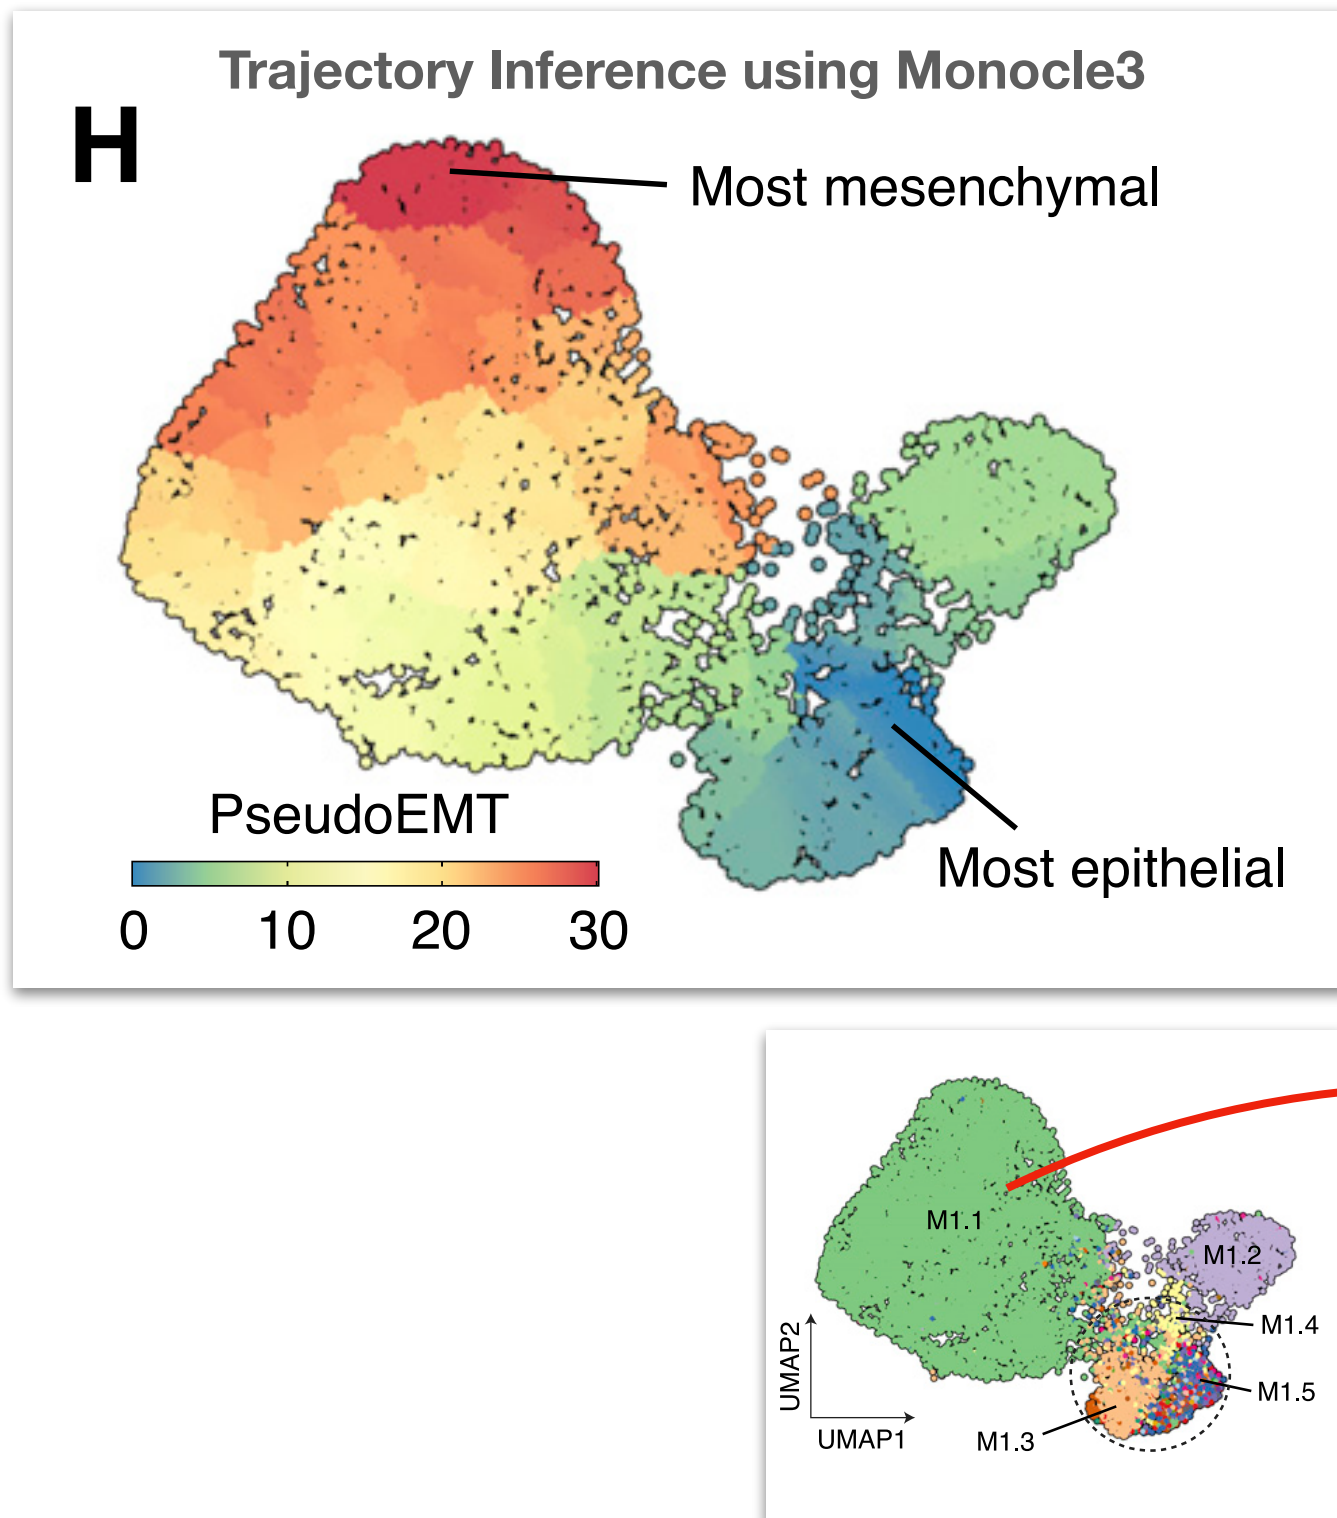 Trajectory Inference using Monocle3
H
Most mesenchymal
PseudoEMT
0 10 20 30
Most epithelial
M1.1
M1.2
M1.4
M1.5
M1.3
UMAP2
UMAP1